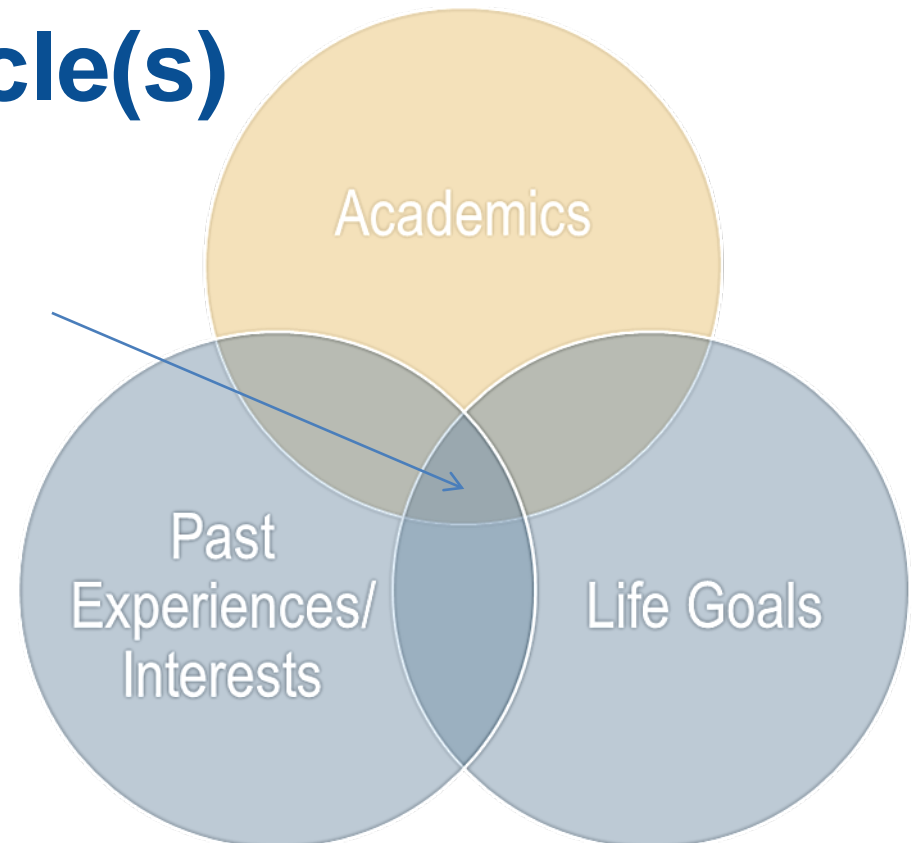 cle(s)
Academics
Past
Experiences/
Interests
Life Goals